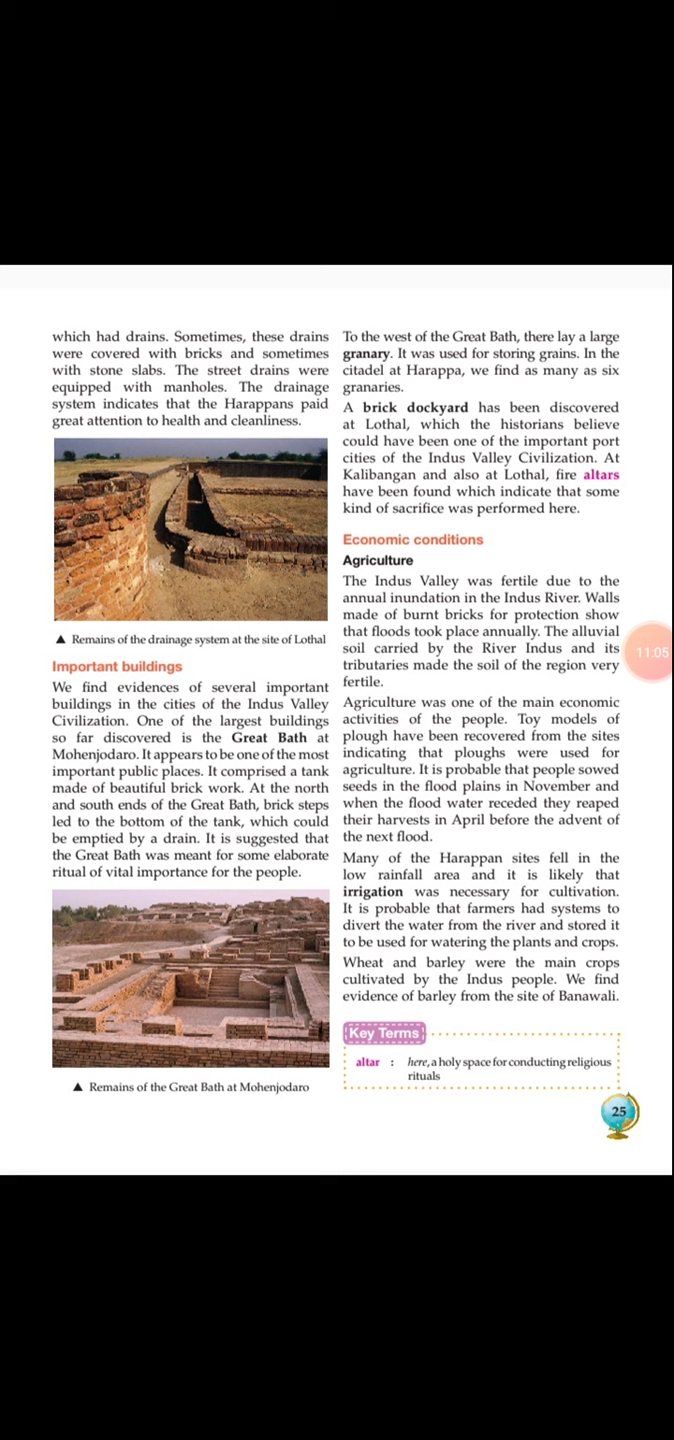 which had drains. Sometimes, these drains
were covered with bricks and sometimes
with stone slabs. The street drains were
equipped with manholes. The drainage
system indicates that the Harappans paid
great attention to health and cleanliness.
▲ Remains of the drainage system at the site of Lothal
Important buildings
We find evidences of several important
buildings in the cities of the Indus Valley
Civilization. One of the largest buildings
so far discovered is the Great Bath at
Mohenjodaro. It appears to be one of the most
important public places. It comprised a tank
made of beautiful brick work. At the north
and south ends of the Great Bath, brick steps
led to the bottom of the tank, which could
be emptied by a drain. It is suggested that
the Great Bath was meant for some elaborate
ritual of vital importance for the people.
▲ Remains of the Great Bath at Mohenjodaro
To the west of the Great Bath, there lay a large
granary. It was used for storing grains. In the
citadel at Harappa, we find as many as six
granaries.
A brick dockyard has been discovered
at Lothal, which the historians believe
could have been one of the important port
cities of the Indus Valley Civilization. At
Kalibangan and also at Lothal, fire altars
have been found which indicate that some
kind of sacrifice was performed here.
Economic conditions
Agriculture
The Indus Valley was fertile due to the
annual inundation in the Indus River. Walls
made of burnt bricks for protection show
that floods took place annually. The alluvial
soil carried by the River Indus and its
tributaries made the soil of the region very
fertile.
Agriculture was one of the main economic
activities of the people. Toy models of
plough have been recovered from the sites
indicating that ploughs were used for
agriculture. It is probable that people sowed
seeds in the flood plains in November and
when the flood water receded they reaped
their harvests in April before the advent of
the next flood.
Many of the Harappan sites fell in the
low rainfall area and it is likely that
irrigation was necessary for cultivation.
It is probable that farmers had systems to
divert the water from the river and stored it
to be used for watering the plants and crops.
Wheat and barley were the main crops
cultivated by the Indus people. We find
evidence of barley from the site of Banawali.
Key Terms
altar : here, a holy space for conducting religious
rituals
25
11:05